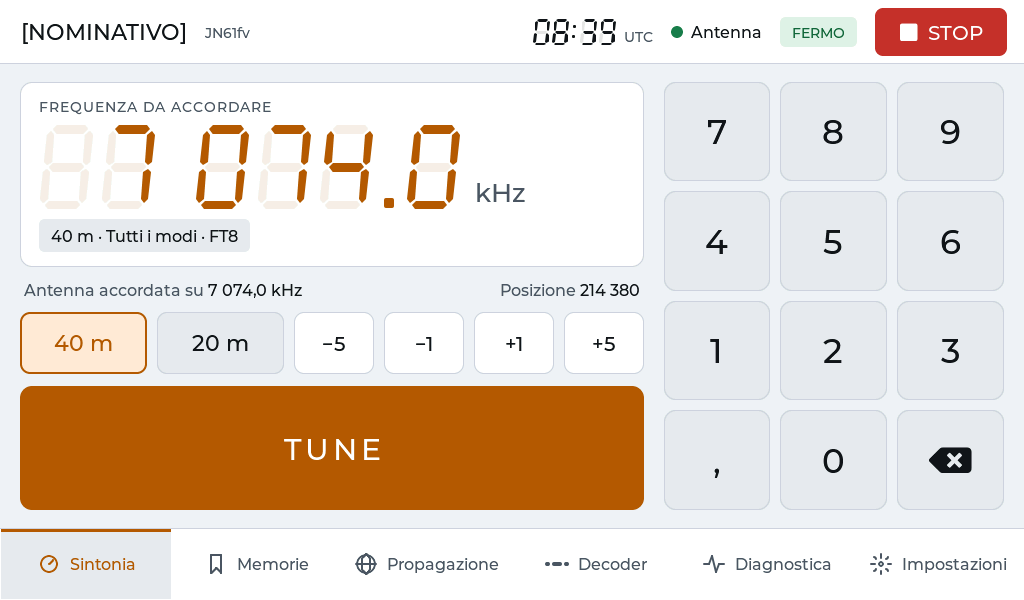 [NOMINATIVO] JN61fv 08:39 UTC Antenna FERMO STOP
FREQUENZA DA ACCORDARE
7 074.0 kHz
40 m · Tutti i modi · FT8
Antenna accordata su 7 074,0 kHz Posizione 214 380
40 m 20 m −5 −1 +1 +5
TUNE
7 8 9
4 5 6
1 2 3
, 0
Sintonia Memorie Propagazione Decoder Diagnostica Impostazioni